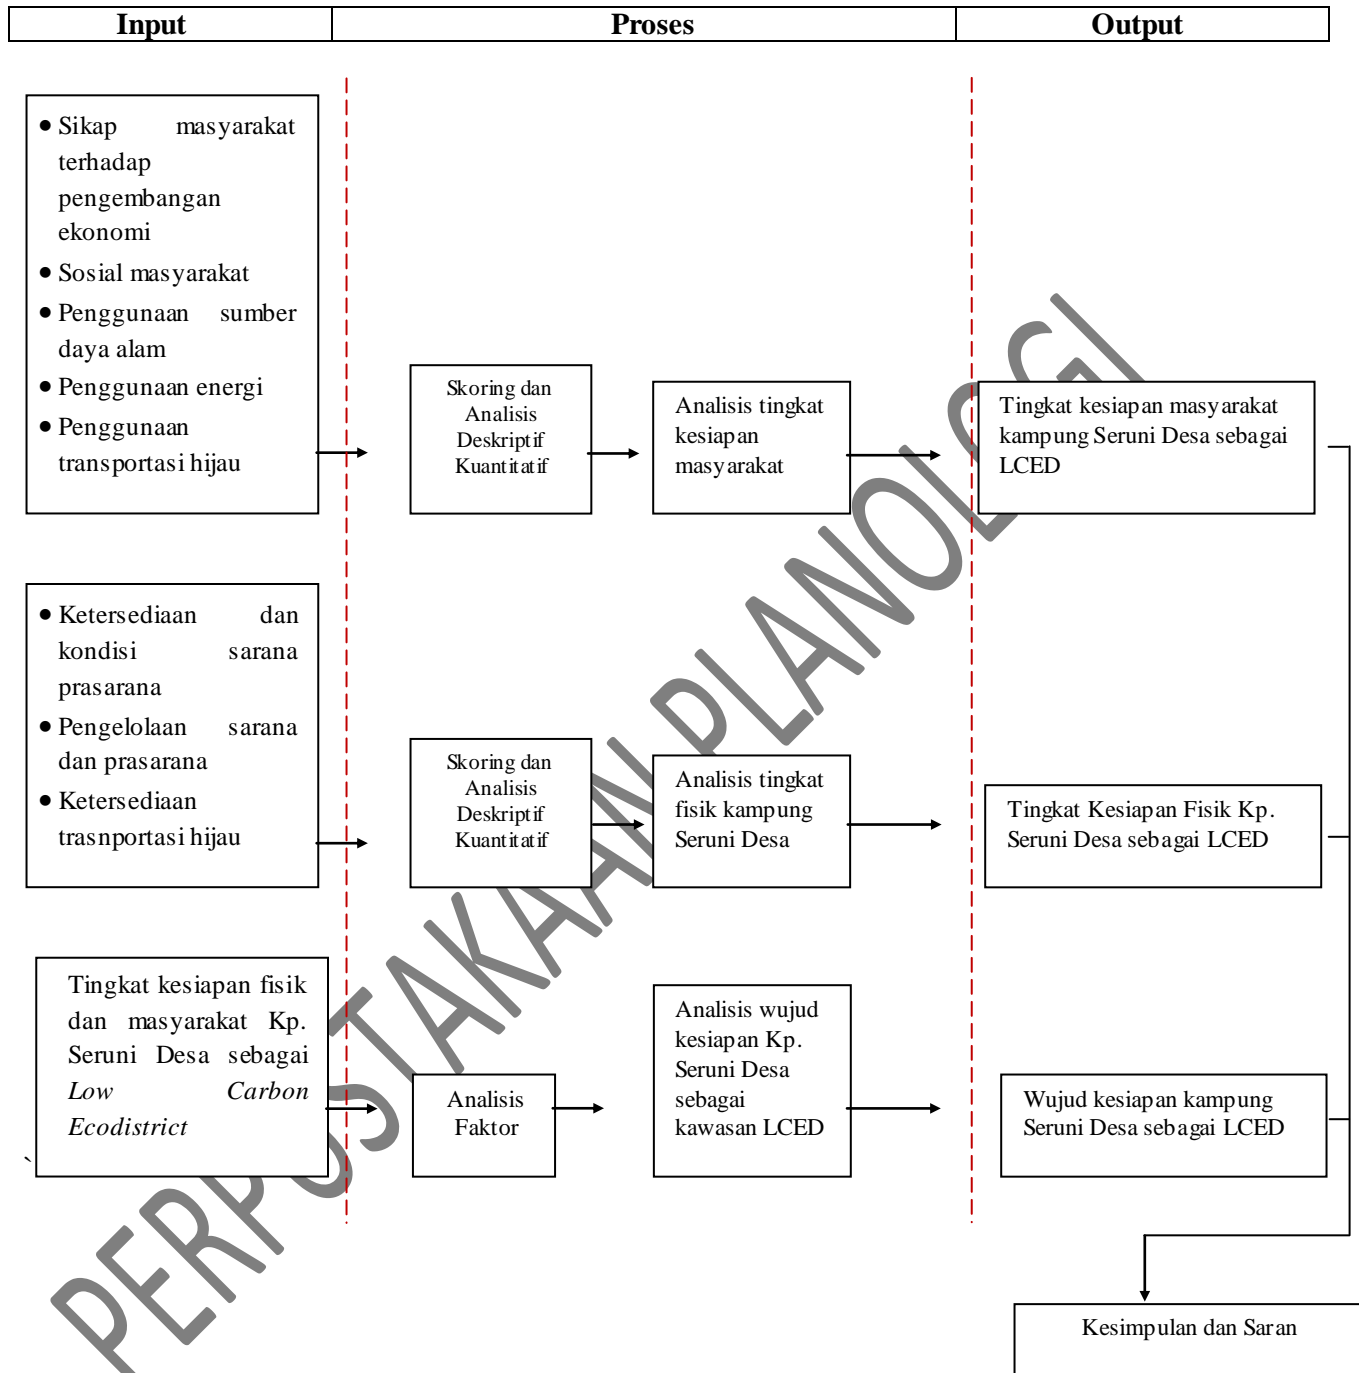 Input
Proses
Output
• Sikap masyarakat
terhadap
pengembangan
ekonomi
• Sosial masyarakat
• Penggunaan sumber
daya alam
• Penggunaan energi
• Penggunaan
transportasi hijau
Skoring dan
Analisis
Deskriptif
Kuantitatif
Analisis tingkat
kesiapan
masyarakat
Tingkat kesiapan masyarakat
kampung Seruni Desa sebagai
LCED
• Ketersediaan dan
kondisi sarana
prasarana
• Pengelolaan sarana
dan prasarana
• Ketersediaan
trasnportasi hijau
Skoring dan
Analisis
Deskriptif
Kuantitatif
Analisis tingkat
fisik kampung
Seruni Desa
Tingkat Kesiapan Fisik Kp.
Seruni Desa sebagai LCED
Tingkat kesiapan fisik
dan masyarakat Kp.
Seruni Desa sebagai
Low Carbon
Ecodistrict
`
Analisis
Faktor
Analisis wujud
kesiapan Kp.
Seruni Desa
sebagai
kawasan LCED
Wujud kesiapan kampung
Seruni Desa sebagai LCED
Kesimpulan dan Saran
PERPUSTAKAAN PLANOLOGI